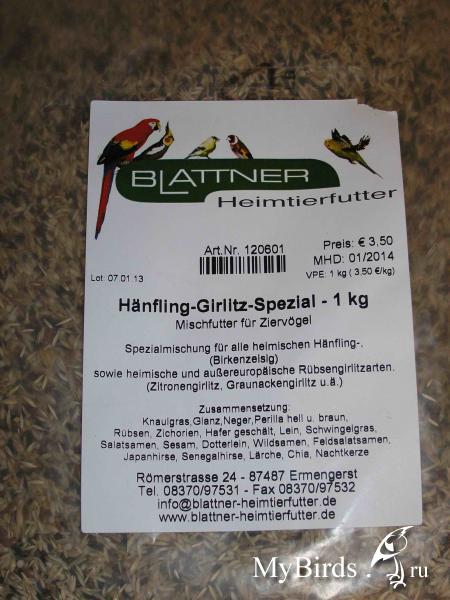 BLATTNER
Heimtierfutter
Art.Nr. 120601
Preis: € 3,50
MHD: 01/2014
VPE: 1 kg ( 3,50 €/kg)
Lot: 07.01.13
Hänfling-Girlitz-Spezial - 1 kg
Mischfutter für Ziervögel
Spezialmischung für alle heimischen Hänfling-.
(Birkenzeisig)
sowie heimische und außereuropäische Rübsengirlitzarten.
(Zitronengirlitz, Graunackengirlitz u.ä.)
Zusammensetzung:
Knaulgras,Glanz,Neger,Perilla hell u. braun,
Rübsen, Zichorien, Hafer geschält, Lein, Schwingelgras,
Salatsamen, Sesam, Dotterlein, Wildsamen, Feldsalatsamen,
Japanhirse, Senegalhirse, Lärche, Chia, Nachtkerze
Römerstrasse 24 - 87487 Ermengerst
Tel. 08370/97531 - Fax 08370/97532
info@blattner-heimtierfutter.de
www.blattner-heimtierfutter.de
MyBirds.ru